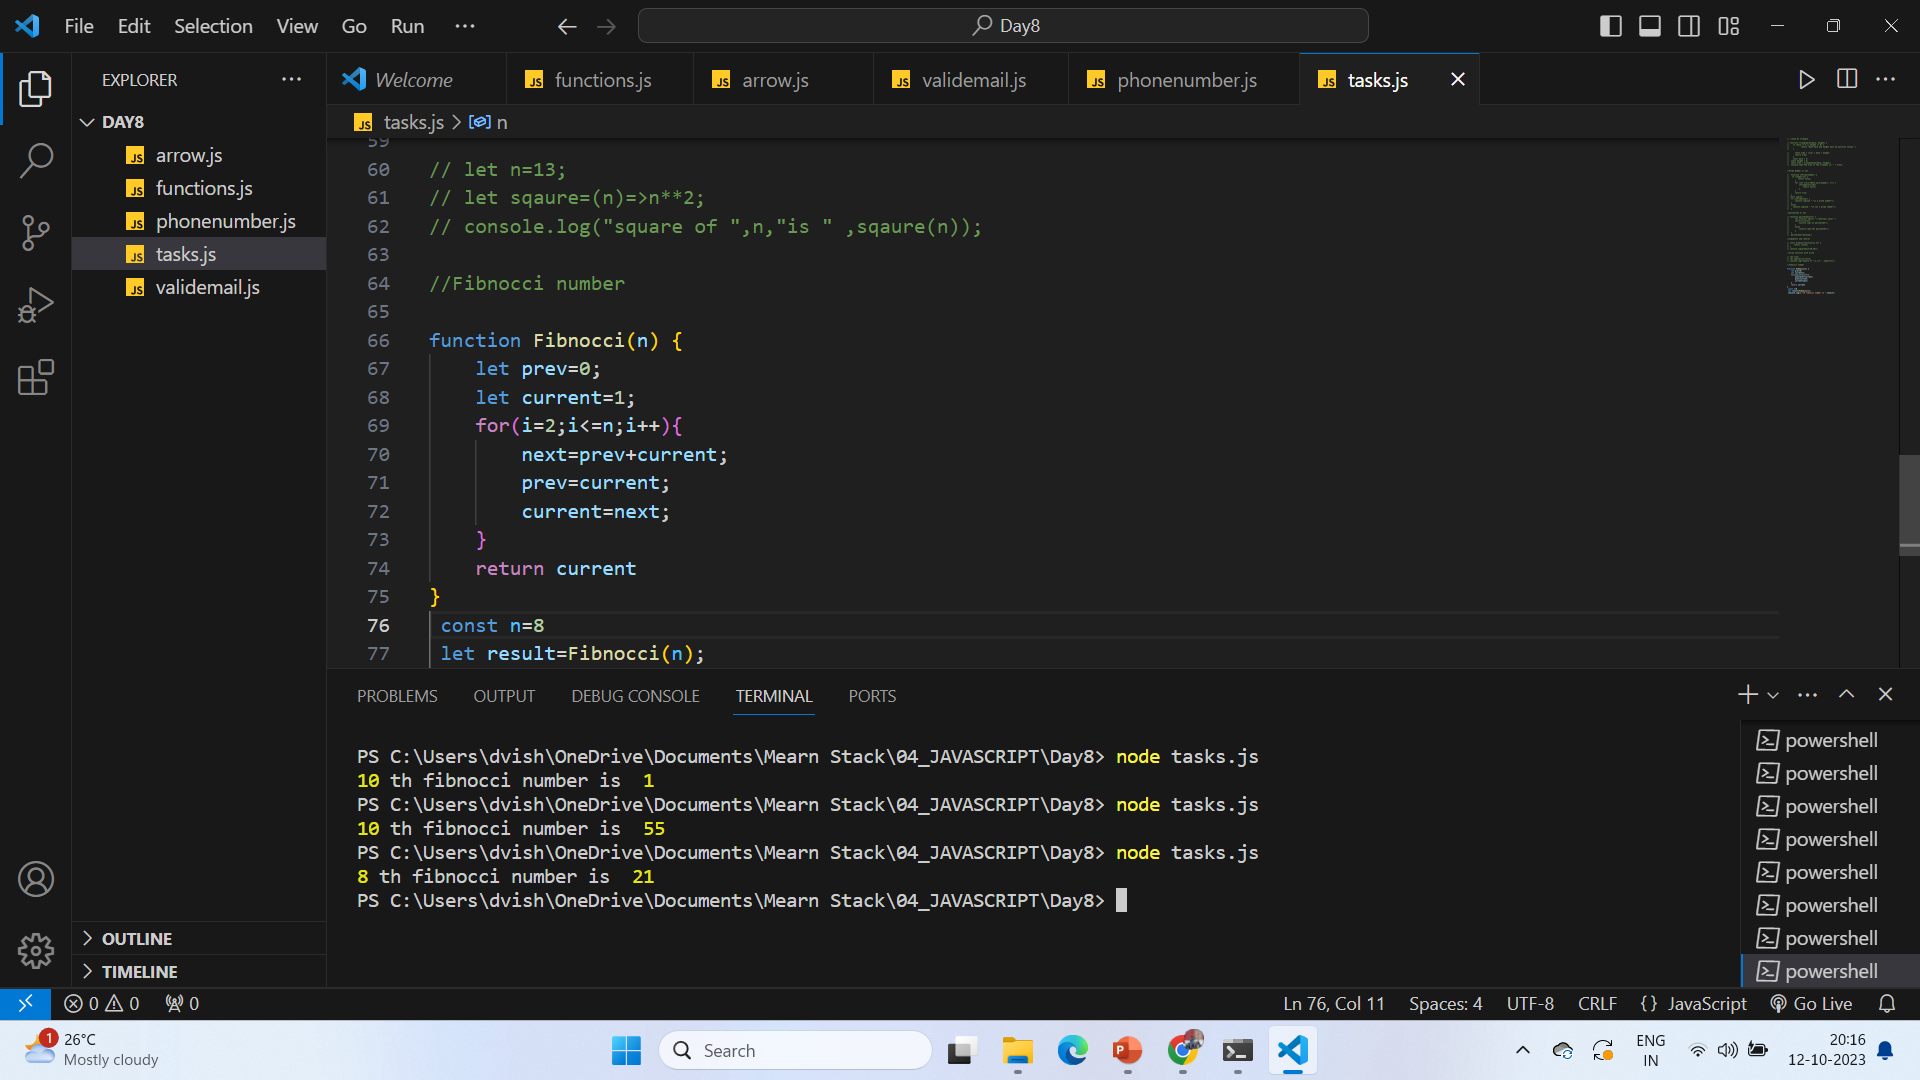 File Edit Selection View Go Run ··· Day8
EXPLORER ···
Welcome functions.js arrow.js validemail.js phonenumber.js tasks.js
DAY8
arrow.js
functions.js
phonenumber.js
tasks.js
validemail.js
OUTLINE
TIMELINE
tasks.js > n
59
60 // let n=13;
61 // let sqaure=(n)=>n**2;
62 // console.log("square of ",n,"is " ,sqaure(n));
63
64 //Fibnocci number
65
66 function Fibnocci(n) {
67 let prev=0;
68 let current=1;
69 for(i=2;i<=n;i++){
70 next=prev+current;
71 prev=current;
72 current=next;
73 }
74 return current
75 }
76 const n=8
77 let result=Fibnocci(n);
PROBLEMS OUTPUT DEBUG CONSOLE TERMINAL PORTS
PS C:\Users\dvish\OneDrive\Documents\Mearn Stack\04_JAVASCRIPT\Day8> node tasks.js
10 th fibnocci number is  1
PS C:\Users\dvish\OneDrive\Documents\Mearn Stack\04_JAVASCRIPT\Day8> node tasks.js
10 th fibnocci number is  55
PS C:\Users\dvish\OneDrive\Documents\Mearn Stack\04_JAVASCRIPT\Day8> node tasks.js
8 th fibnocci number is  21
PS C:\Users\dvish\OneDrive\Documents\Mearn Stack\04_JAVASCRIPT\Day8>
powershell
powershell
powershell
powershell
powershell
powershell
powershell
powershell
0 0 0 Ln 76, Col 11 Spaces: 4 UTF-8 CRLF {} JavaScript Go Live
1
26°C
Mostly cloudy
Search
ENG
IN
20:16
12-10-2023